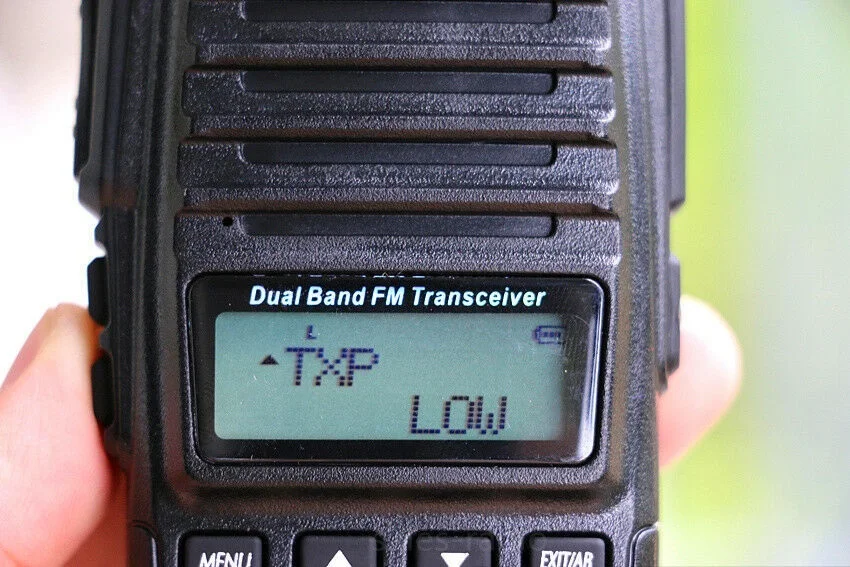 Dual Band FM Transceiver
L
TXP
LOW
MENU
EXIT/AB